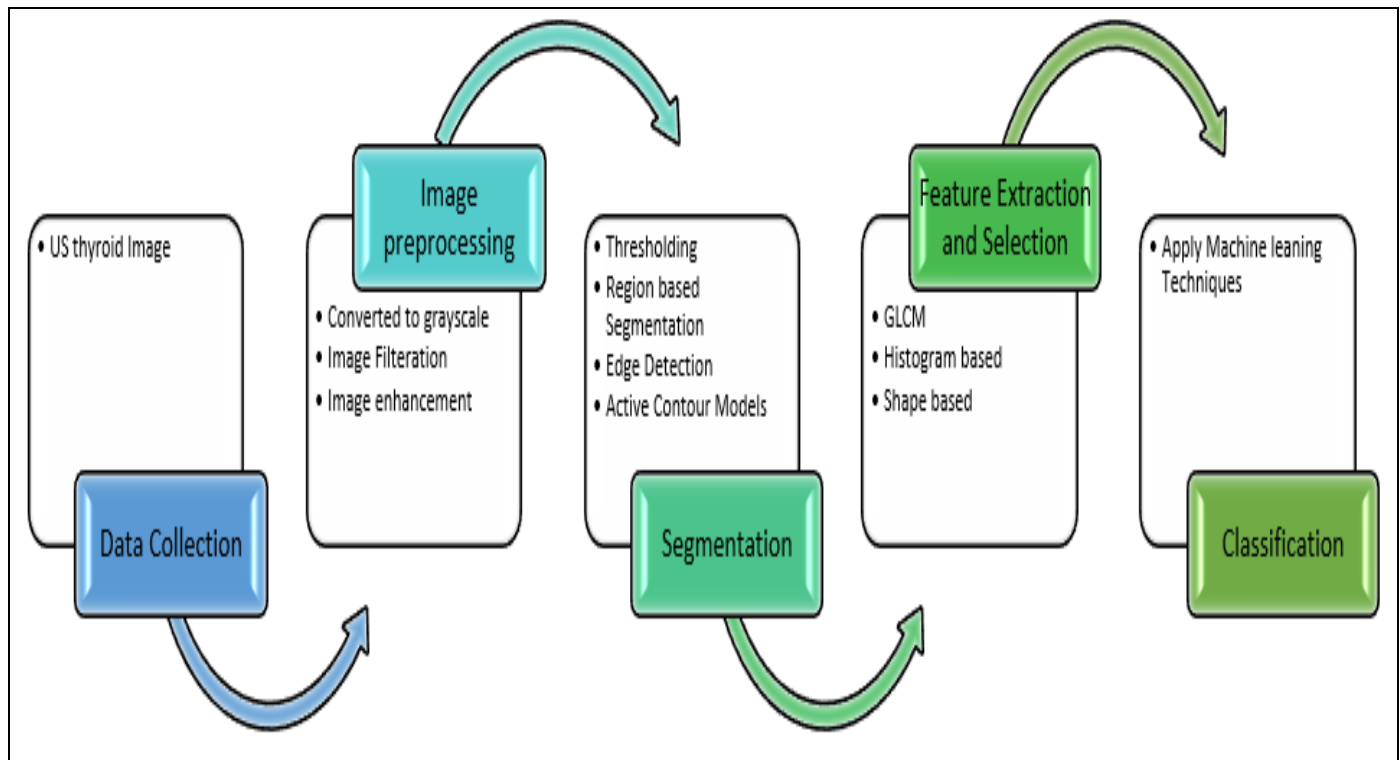 • US thyroid Image
Data Collection
Image
preprocessing
• Converted to grayscale
• Image Filteration
• Image enhancement
• Thresholding
• Region based
Segmentation
• Edge Detection
• Active Contour Models
Segmentation
Feature Extraction
and Selection
• GLCM
• Histogram based
• Shape based
• Apply Machine leaning
Techniques
Classification